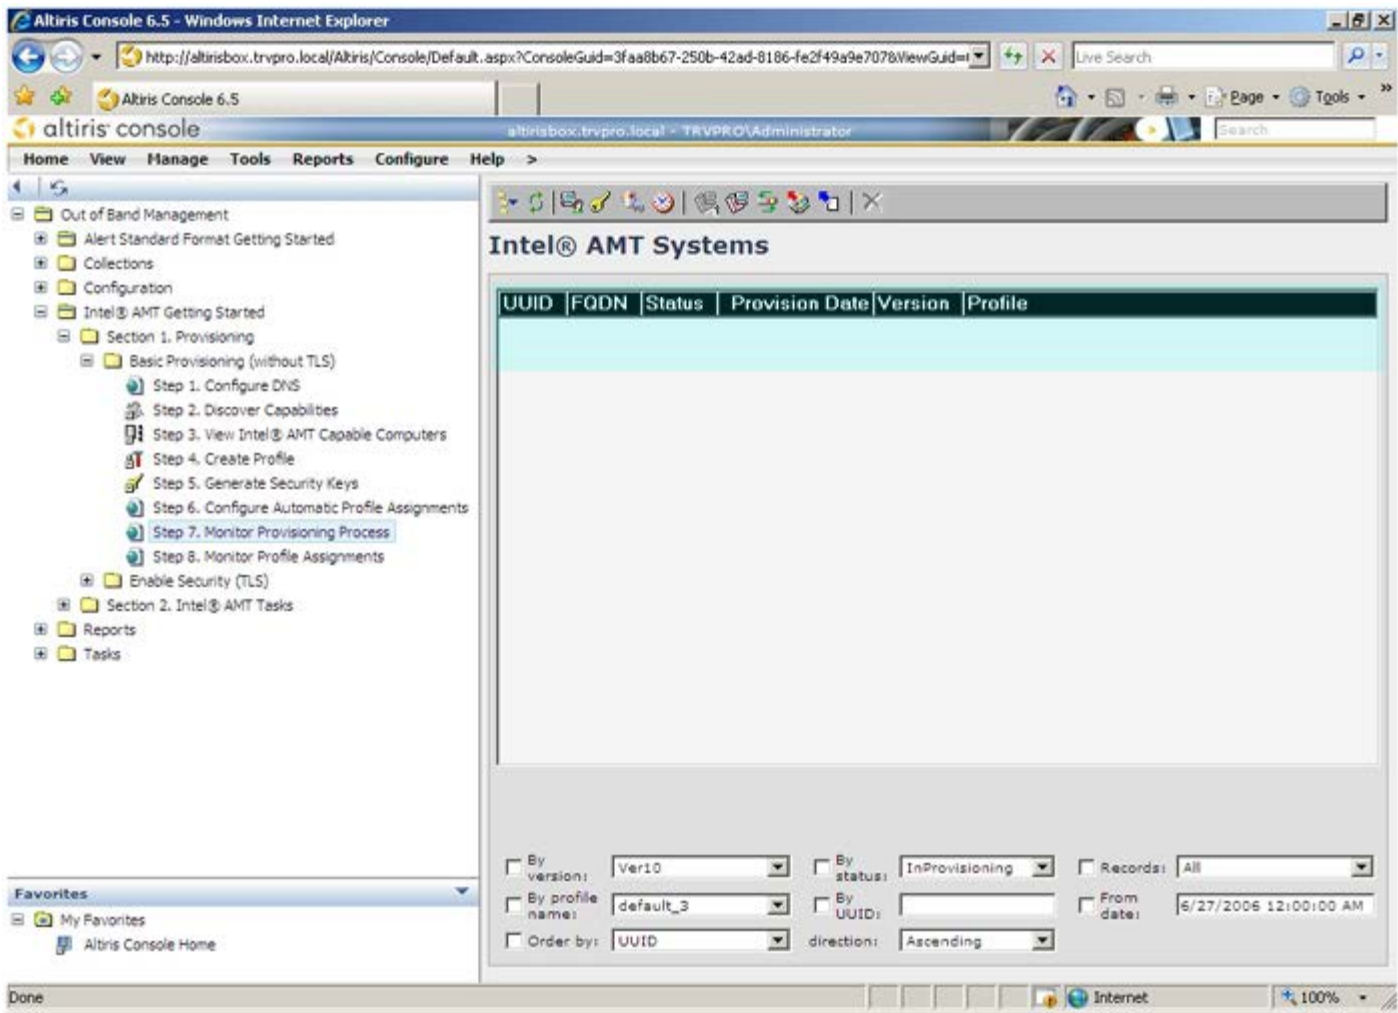 Altiris Console 6.5 - Windows Internet Explorer
http://altirisbox.trvpro.local/Altiris/Console/Default.aspx?ConsoleGuid=3faa8b67-250b-42ad-8186-fe2f49a9e707&ViewGuid=
Live Search
Altiris Console 6.5
Page
Tools
altiris console
altirisbox.trvpro.local - TRVPRO\Administrator
Search
Home View Manage Tools Reports Configure Help >
Out of Band Management
Alert Standard Format Getting Started
Collections
Configuration
Intel® AMT Getting Started
Section 1. Provisioning
Basic Provisioning (without TLS)
Step 1. Configure DNS
Step 2. Discover Capabilities
Step 3. View Intel® AMT Capable Computers
Step 4. Create Profile
Step 5. Generate Security Keys
Step 6. Configure Automatic Profile Assignments
Step 7. Monitor Provisioning Process
Step 8. Monitor Profile Assignments
Enable Security (TLS)
Section 2. Intel® AMT Tasks
Reports
Tasks
Favorites
My Favorites
Altiris Console Home
Intel® AMT Systems
UUID FQDN Status Provision Date Version Profile
By version: Ver10 By status: InProvisioning Records: All
By profile name: default_3 By UUID: From date: 6/27/2006 12:00:00 AM
Order by: UUID direction: Ascending
Done
Internet
100%